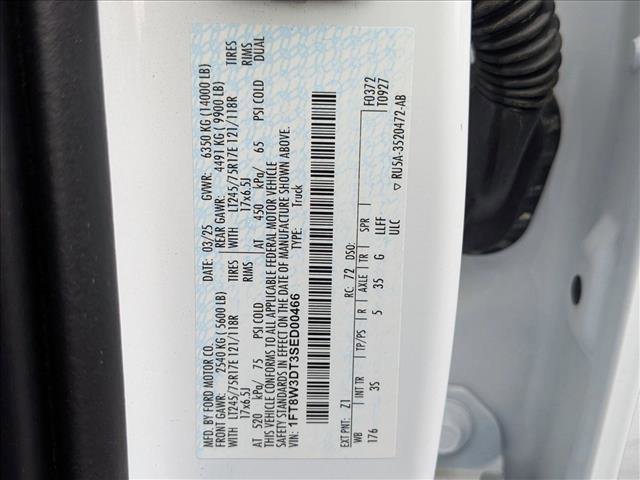 MFD. BY FORD MOTOR CO. DATE: 03/25 GVWR: 6350 KG (14000 LB)
FRONT GAWR: 2540 KG (5600 LB) REAR GAWR: 4491 KG (9900 LB)
WITH LT245/75R17E 121/118R TIRES WITH LT245/75R17E 121/118R TIRES
17x6.5J RIMS 17x6.5J RIMS
AT 520 kPa/ 75 PSI COLD AT 450 kPa/ 65 PSI COLD DUAL
THIS VEHICLE CONFORMS TO ALL APPLICABLE FEDERAL MOTOR VEHICLE
SAFETY STANDARDS IN EFFECT ON THE DATE OF MANUFACTURE SHOWN ABOVE.
VIN: 1FT8W3DT3SED00466 TYPE: Truck
F0372
T0927
EXT PNT: Z1 RC: 72 DSO:
WB INT TR TP/PS R AXLE TR SPR
176 35 5 35 G LLFF
ULC
▽ RU5A-3520472-AB